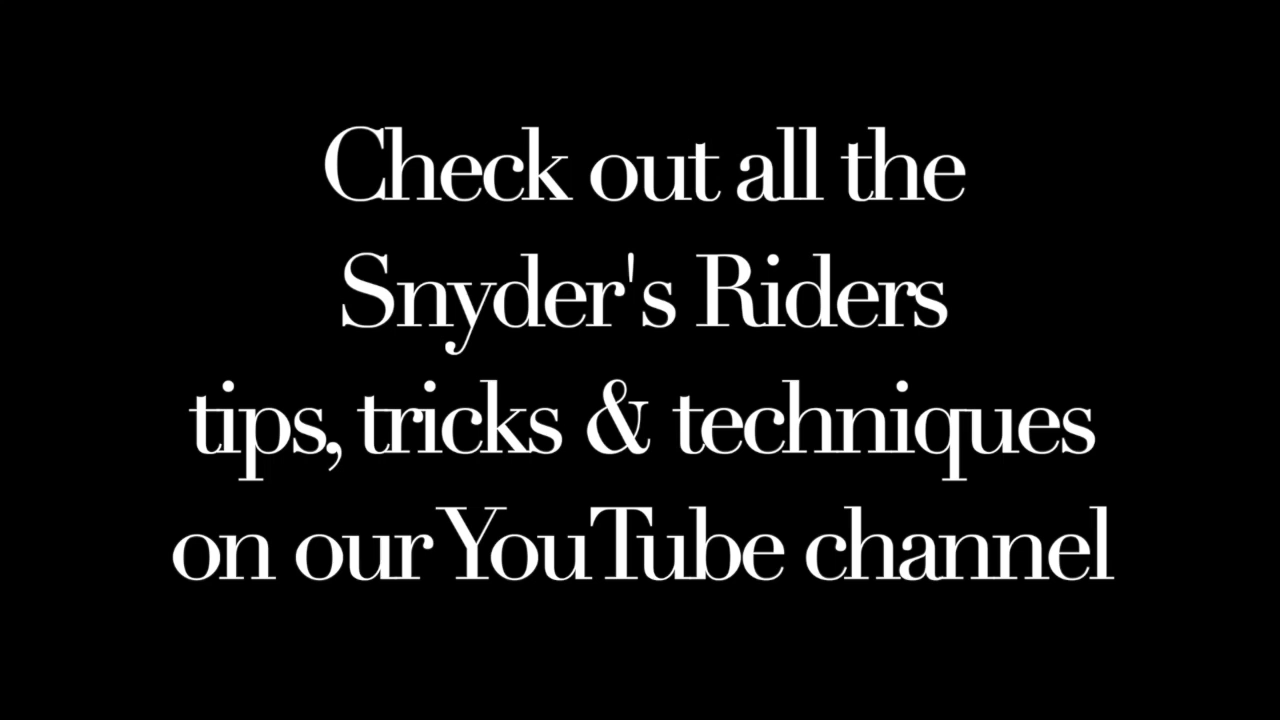 Check out all the
Snyder's Riders
tips, tricks & techniques
on our YouTube channel